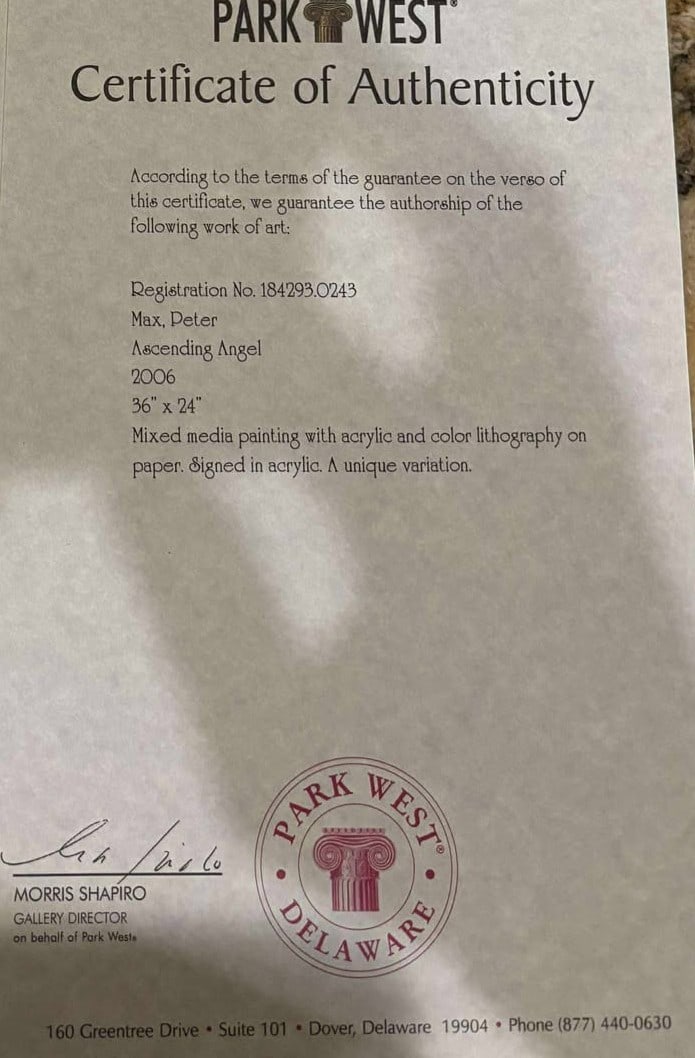 PARK WEST®
Certificate of Authenticity
According to the terms of the guarantee on the verso of
this certificate, we guarantee the authorship of the
following work of art:
Registration No. 184293.0243
Max, Peter
Ascending Angel
2006
36" x 24"
Mixed media painting with acrylic and color lithography on
paper. Signed in acrylic. A unique variation.
PARK WEST®
• DELAWARE •
MORRIS SHAPIRO
GALLERY DIRECTOR
on behalf of Park West®
160 Greentree Drive • Suite 101 • Dover, Delaware 19904 • Phone (877) 440-0630